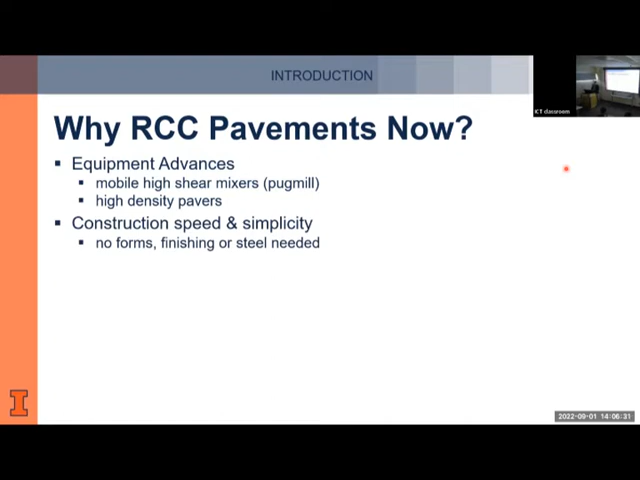 INTRODUCTION
ICT classroom
Why RCC Pavements Now?
Equipment Advances
mobile high shear mixers (pugmill)
high density pavers
Construction speed & simplicity
no forms, finishing or steel needed
I
2022-09-01 14:06:31